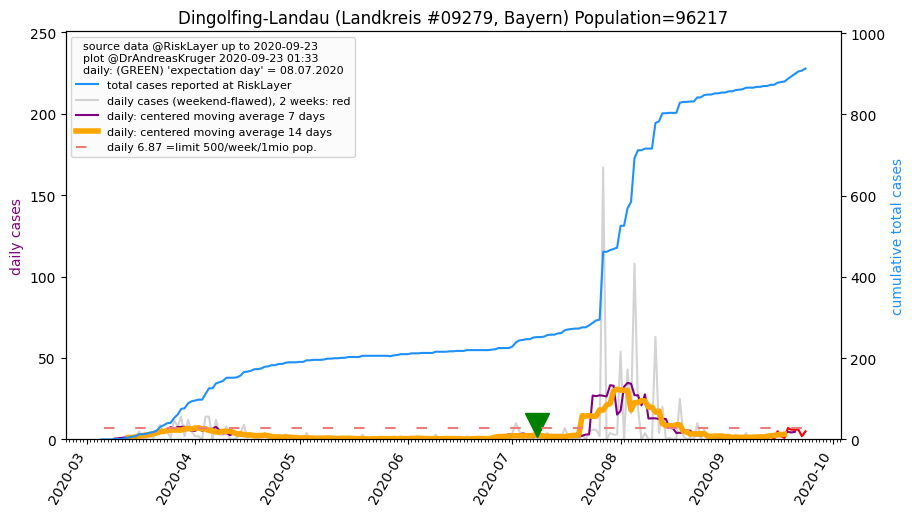 Dingolfing-Landau (Landkreis #09279, Bayern) Population=96217
source data @RiskLayer up to 2020-09-23
plot @DrAndreasKruger 2020-09-23 01:33
daily: (GREEN) 'expectation day' = 08.07.2020
total cases reported at RiskLayer
daily cases (weekend-flawed), 2 weeks: red
daily: centered moving average 7 days
daily: centered moving average 14 days
daily 6.87 =limit 500/week/1mio pop.
daily cases
250
200
150
100
50
0
cumulative total cases
1000
800
600
400
200
0
2020-03
2020-04
2020-05
2020-06
2020-07
2020-08
2020-09
2020-10